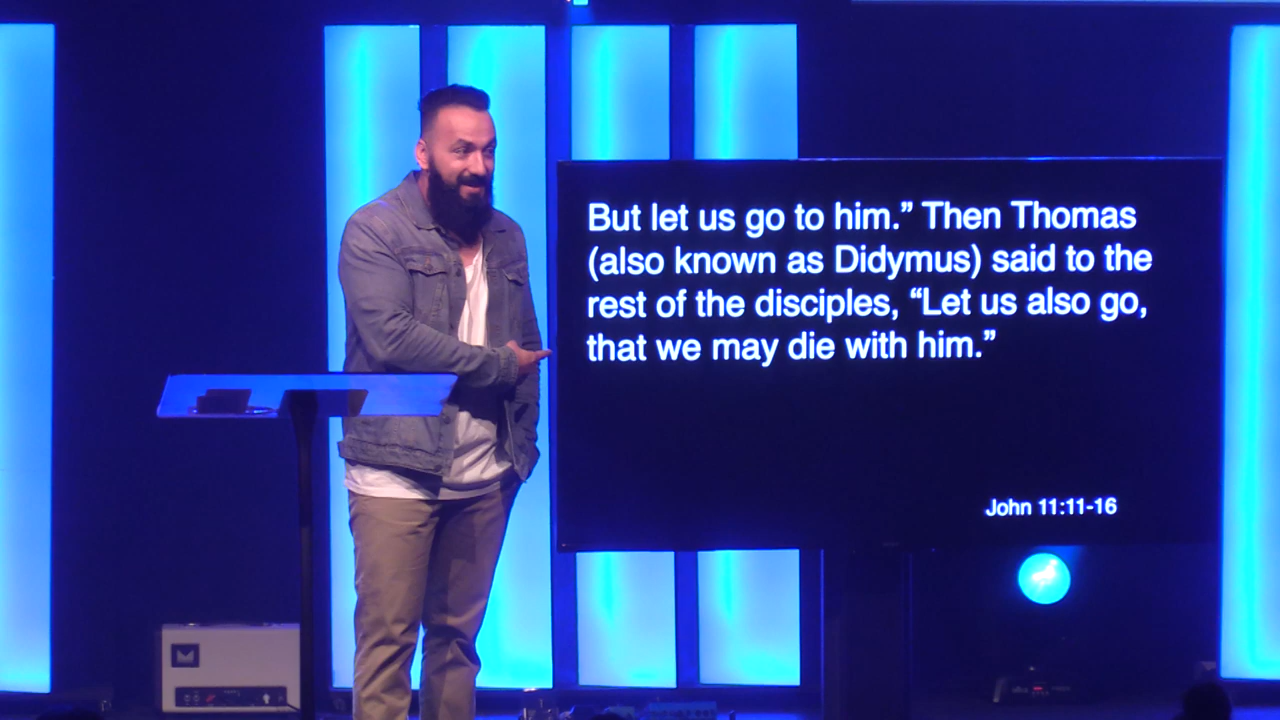 But let us go to him.” Then Thomas
(also known as Didymus) said to the
rest of the disciples, “Let us also go,
that we may die with him.”
John 11:11-16